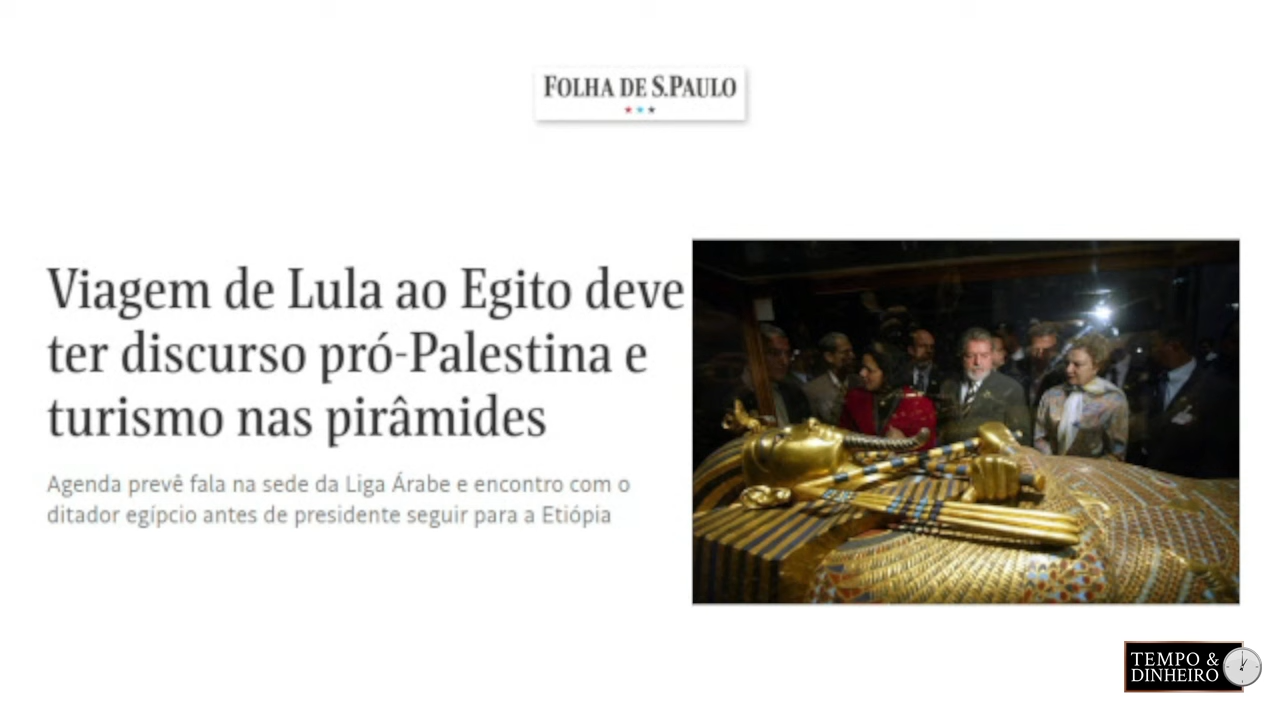 FOLHA DE S.PAULO
Viagem de Lula ao Egito deve
ter discurso pró-Palestina e
turismo nas pirâmides
Agenda prevê fala na sede da Liga Árabe e encontro com o
ditador egípcio antes de presidente seguir para a Etiópia
TEMPO &
DINHEIRO